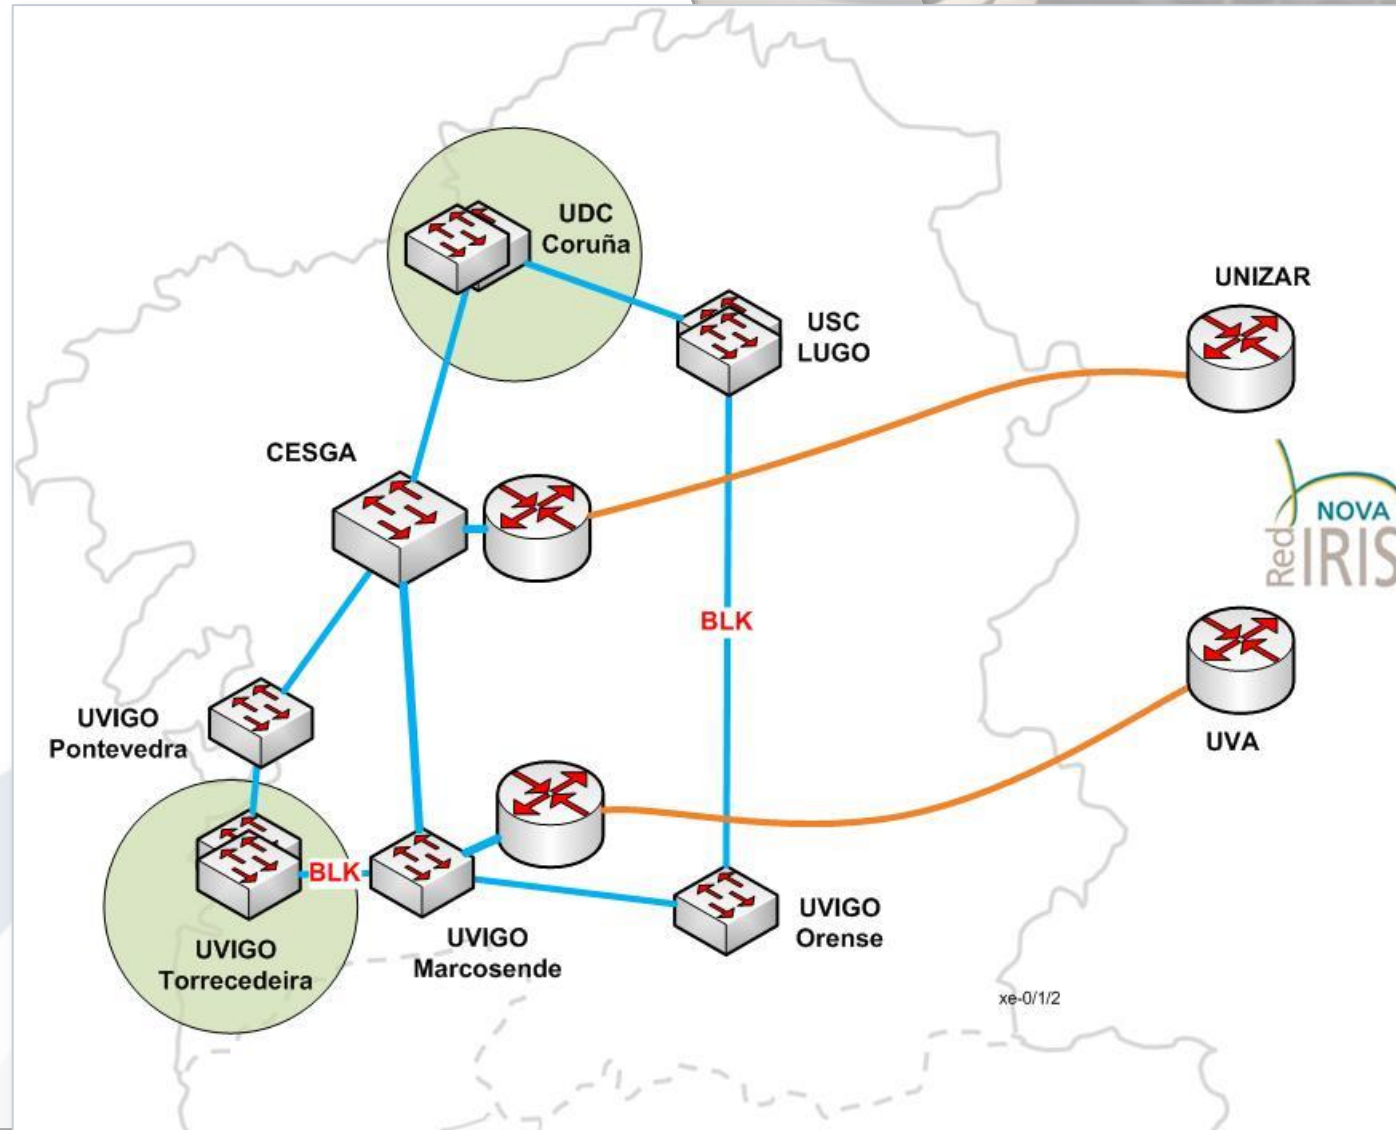 UDC
Coruña
UNIZAR
USC
LUGO
CESGA
NOVA
Red
IRIS
BLK
UVIGO
Pontevedra
UVA
BLK
UVIGO
Torrecedeira
UVIGO
Marcosende
UVIGO
Orense
xe-0/1/2